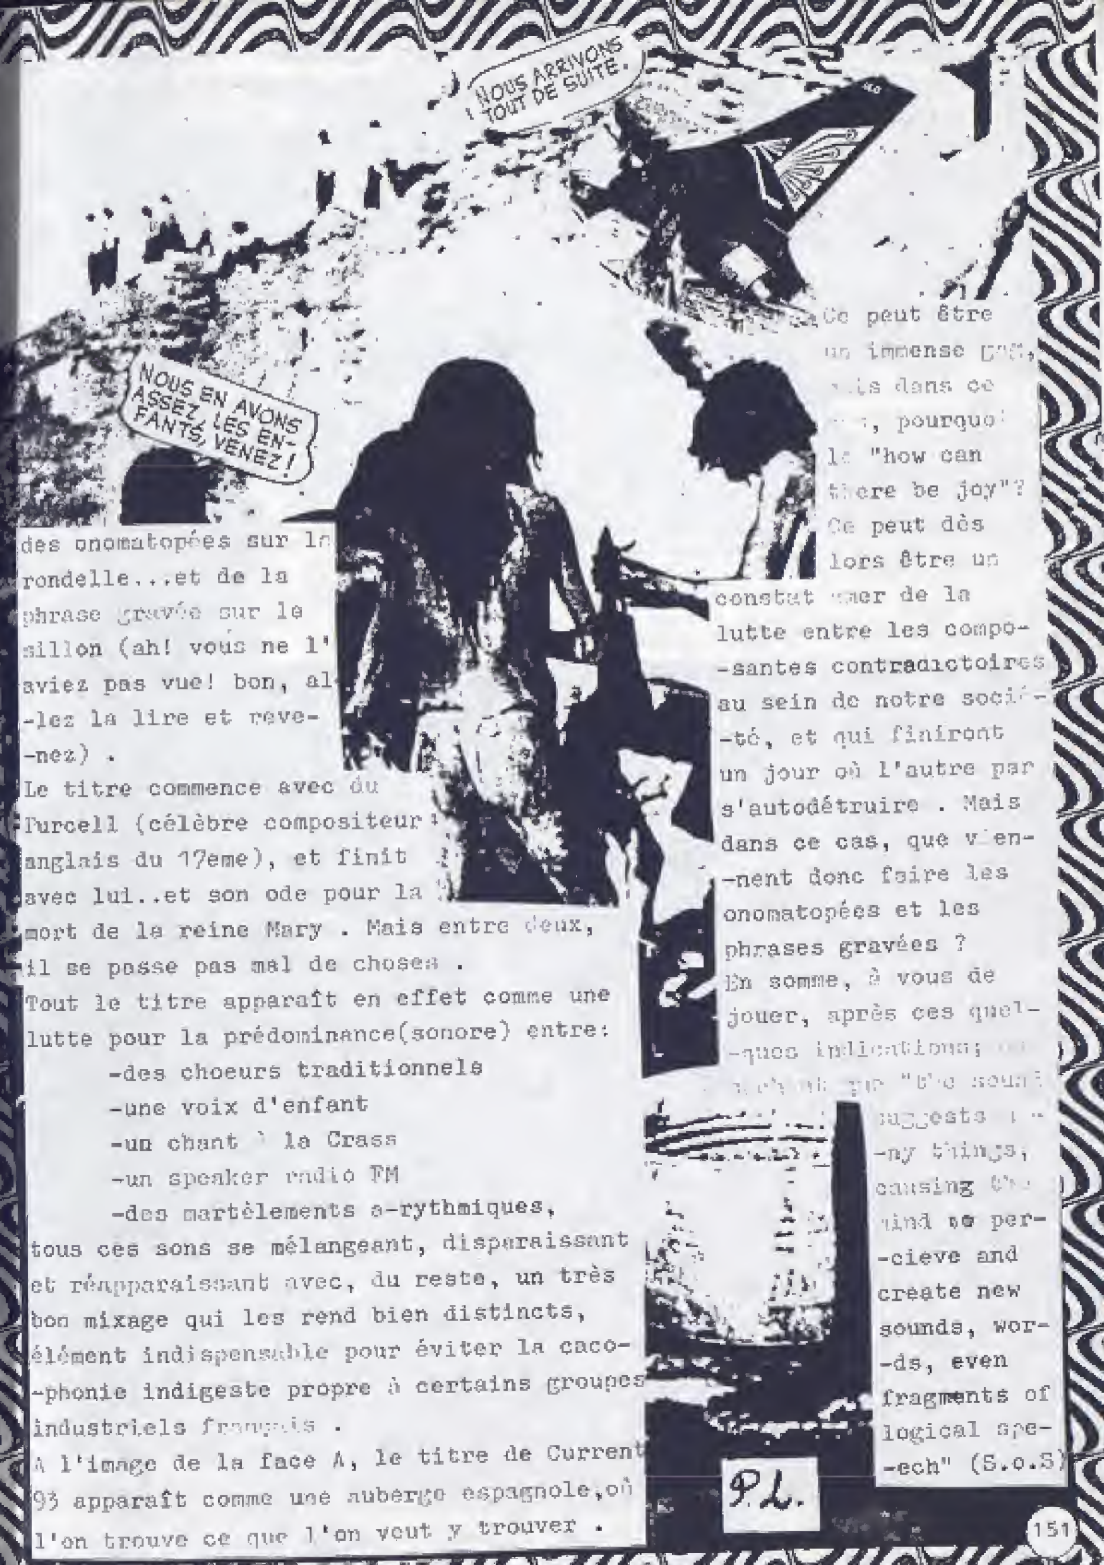 NOUS ARRIVONS
TOUT DE SUITE.
NOUS EN AVONS
ASSEZ, LES EN-
FANTS, VENEZ !
des onomatopées sur la
rondelle...et de la
phrase gravée sur le
sillon (ah! vous ne l'
aviez pas vue! bon, al
-lez la lire et reve-
-nez) .
Le titre commence avec du
Purcell (célèbre compositeur
anglais du 17eme), et finit
avec lui..et son ode pour la
mort de la reine Mary . Mais entre deux,
il se passe pas mal de choses .
Tout le titre apparaît en effet comme une
lutte pour la prédominance(sonore) entre:
-des choeurs traditionnels
-une voix d'enfant
-un chant à la Crass
-un speaker radio FM
-des martèlements a-rythmiques,
tous ces sons se mélangeant, disparaissant
et réapparaissant avec, du reste, un très
bon mixage qui les rend bien distincts,
élément indispensable pour éviter la caco-
-phonie indigeste propre à certains groupes
industriels français .
A l'image de la face A, le titre de Current
93 apparaît comme une auberge espagnole,où
l'on trouve ce que l'on veut y trouver .
Ce peut être
un immense gag,
mais dans ce
cas, pourquoi
le "how can
there be joy"?
Ce peut dès
lors être un
constat amer de la
lutte entre les compo-
-santes contradictoires
au sein de notre socié-
-té, et qui finiront
un jour où l'autre par
s'autodétruire . Mais
dans ce cas, que vien-
-nent donc faire les
onomatopées et les
phrases gravées ?
En somme, à vous de
jouer, après ces quel-
-ques indications;
que "the sound
suggests
-ny things,
causing the
mind to per-
-cieve and
create new
sounds, wor-
-ds, even
fragments of
logical spe-
-ech" (S.o.S)
P.L.
151